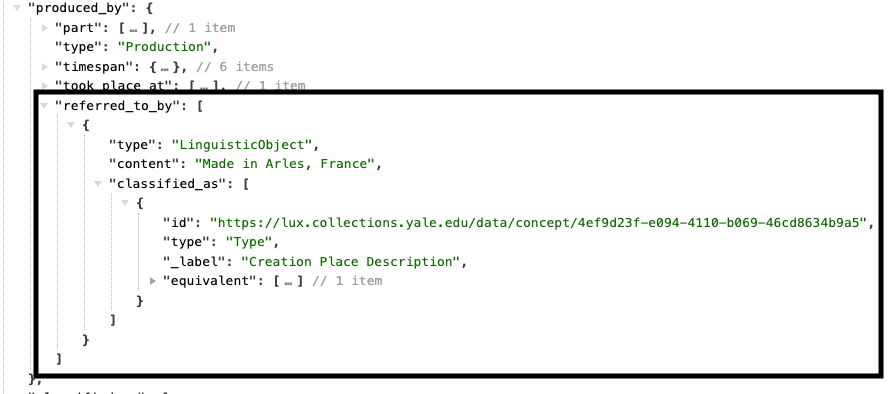 "produced_by": {
"part": [ … ], // 1 item
"type": "Production",
"timespan": { … }, // 6 items
"took_place_at": [ … ], // 1 item
"referred_to_by": [
{
"type": "LinguisticObject",
"content": "Made in Arles, France",
"classified_as": [
{
"id": "https://lux.collections.yale.edu/data/concept/4ef9d23f-e094-4110-b069-46cd8634b9a5",
"type": "Type",
"_label": "Creation Place Description",
"equivalent": [ … ] // 1 item
}
]
}
]
},